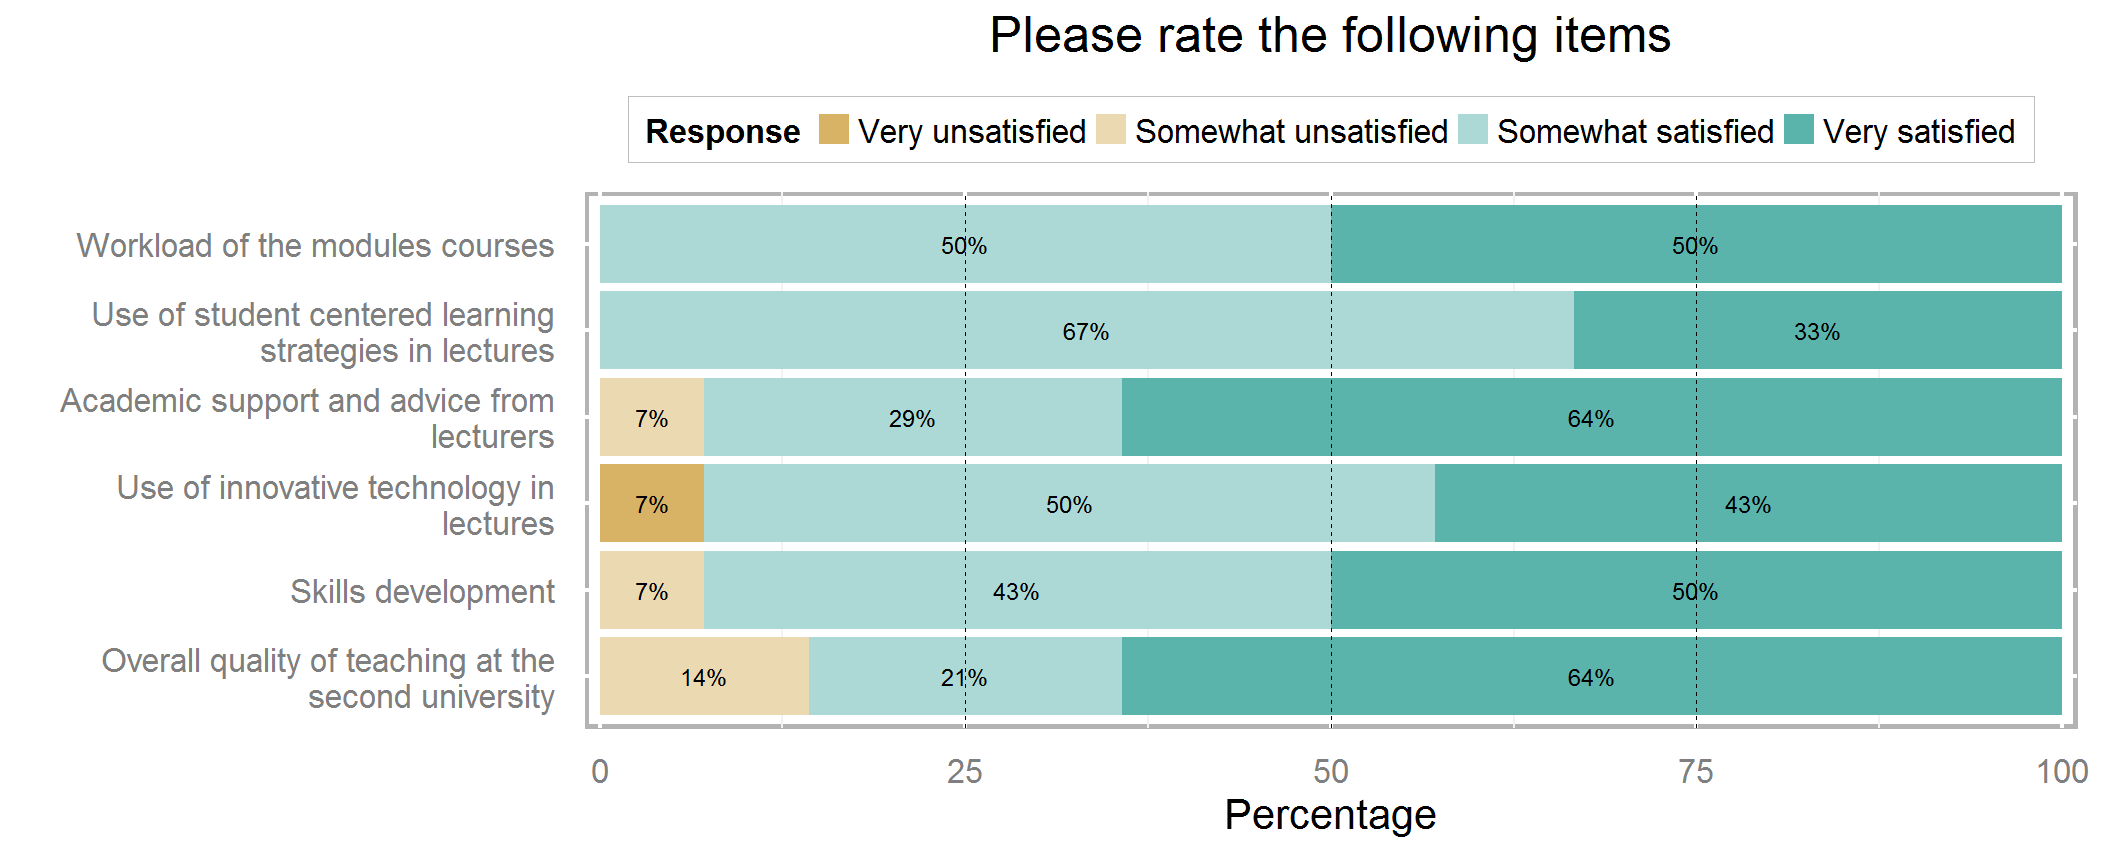 Please rate the following items
Response Very unsatisfied Somewhat unsatisfied Somewhat satisfied Very satisfied
Workload of the modules courses
50% 50%
Use of student centered learning
strategies in lectures
67% 33%
Academic support and advice from
lecturers
7% 29% 64%
Use of innovative technology in
lectures
7% 50% 43%
Skills development
7% 43% 50%
Overall quality of teaching at the
second university
14% 21% 64%
0 25 50 75 100
Percentage